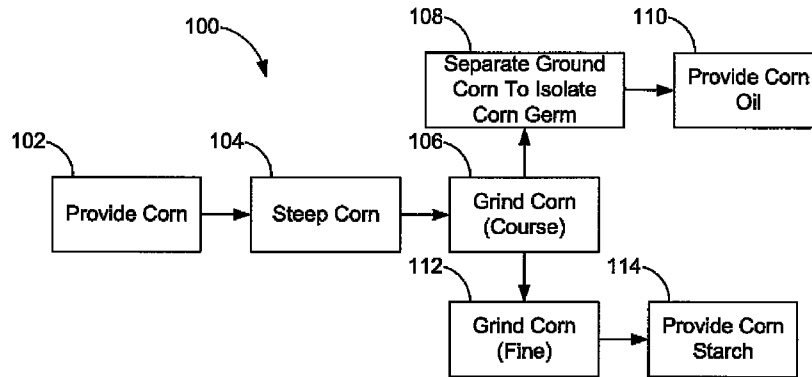 100
108
110
Separate Ground
Corn To Isolate
Corn Germ
Provide Corn
Oil
102
104
106
Provide Corn
Steep Corn
Grind Corn
(Course)
112
114
Grind Corn
(Fine)
Provide Corn
Starch